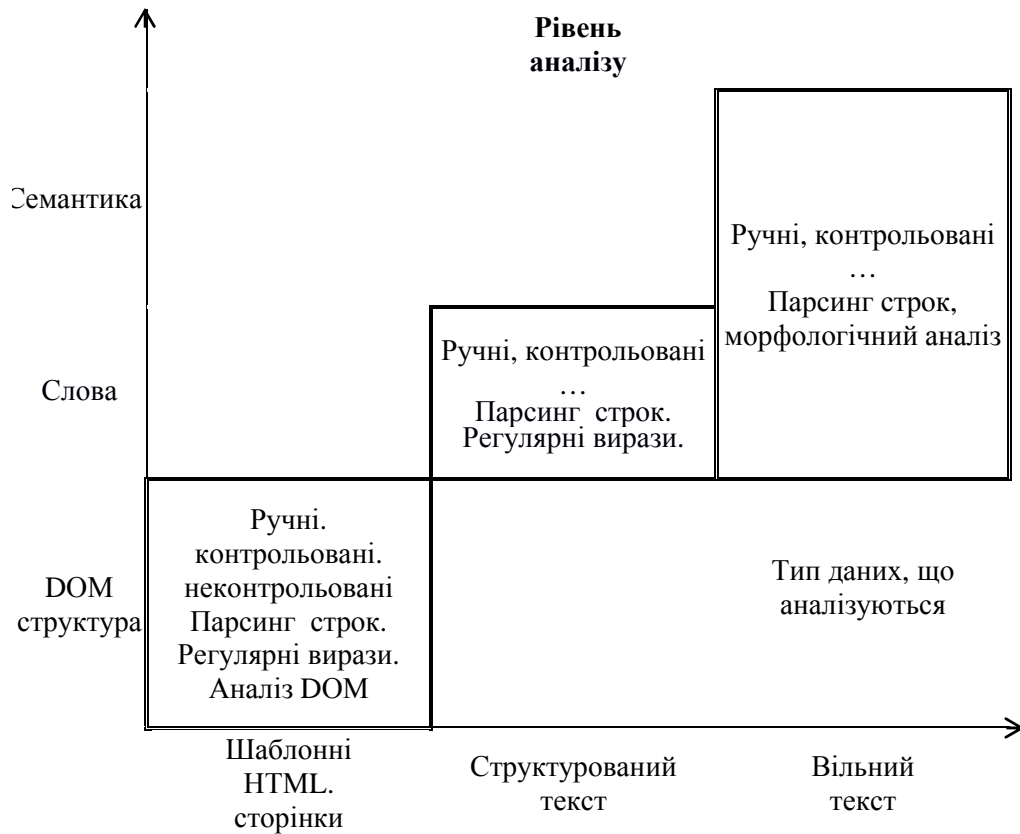 Рівень
аналізу
Семантика
Ручні, контрольовані
…
Парсинг строк,
морфологічний аналіз
Слова
Ручні, контрольовані
…
Парсинг строк.
Регулярні вирази.
DOM
структура
Ручні.
контрольовані.
неконтрольовані
Парсинг строк.
Регулярні вирази.
Аналіз DOM
Тип даних, що
аналізуються
Шаблонні
HTML.
сторінки
Структурований
текст
Вільний
текст